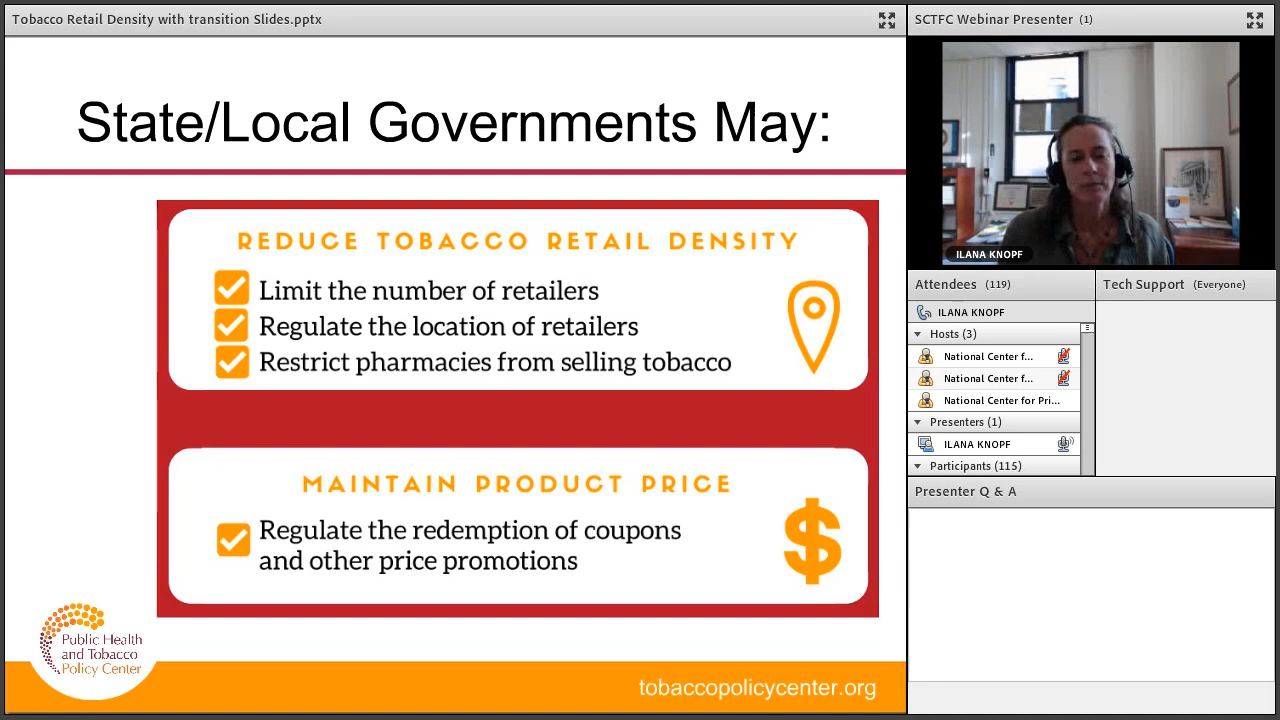 Tobacco Retail Density with transition Slides.pptx
State/Local Governments May:
REDUCE TOBACCO RETAIL DENSITY
Limit the number of retailers
Regulate the location of retailers
Restrict pharmacies from selling tobacco
MAINTAIN PRODUCT PRICE
Regulate the redemption of coupons
and other price promotions
Public Health
and Tobacco
Policy Center
tobaccopolicycenter.org
SCTFC Webinar Presenter (1)
ILANA KNOPF
Attendees (119)
ILANA KNOPF
Hosts (3)
National Center f...
National Center f...
National Center for Pri...
Presenters (1)
ILANA KNOPF
Participants (115)
Tech Support (Everyone)
Presenter Q & A